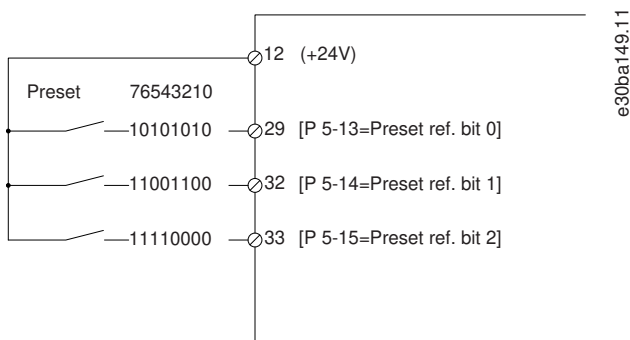 12 (+24V)
Preset 76543210
10101010 29 [P 5-13=Preset ref. bit 0]
11001100 32 [P 5-14=Preset ref. bit 1]
11110000 33 [P 5-15=Preset ref. bit 2]
e30ba149.11